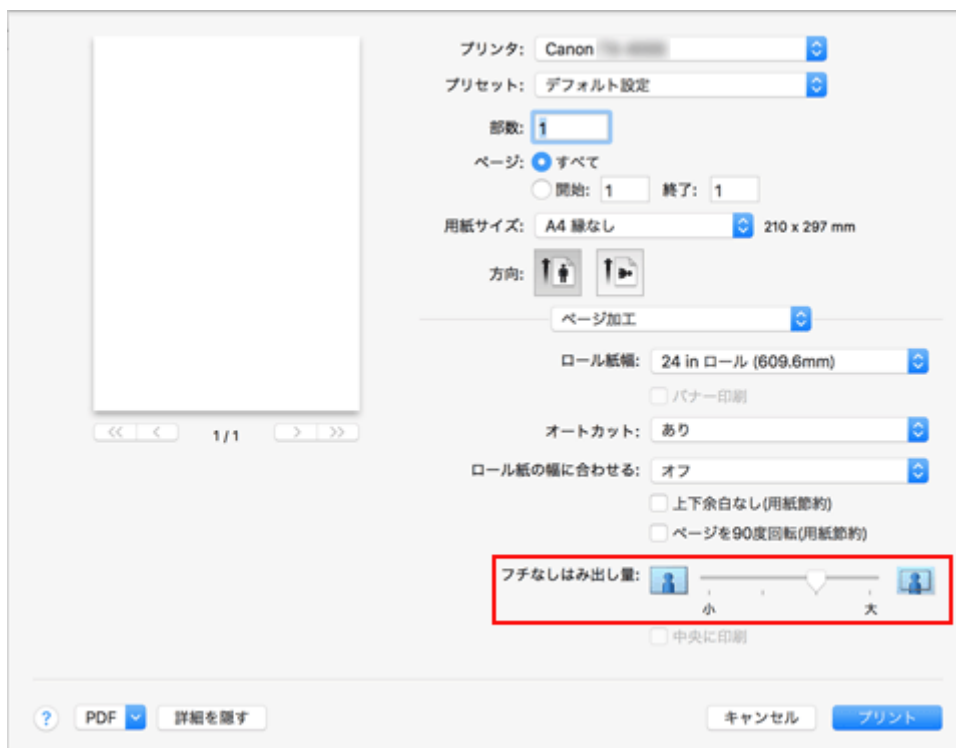 プリンタ: Canon
プリセット: デフォルト設定
部数: 1
ページ: すべて
開始: 1 終了: 1
用紙サイズ: A4 縁なし 210 x 297 mm
方向:
ページ加工
ロール紙幅: 24 in ロール (609.6mm)
バナー印刷
1 / 1
オートカット: あり
ロール紙の幅に合わせる: オフ
上下余白なし(用紙節約)
ページを90度回転(用紙節約)
フチなしはみ出し量:
小 大
中央に印刷
? PDF 詳細を隠す キャンセル プリント